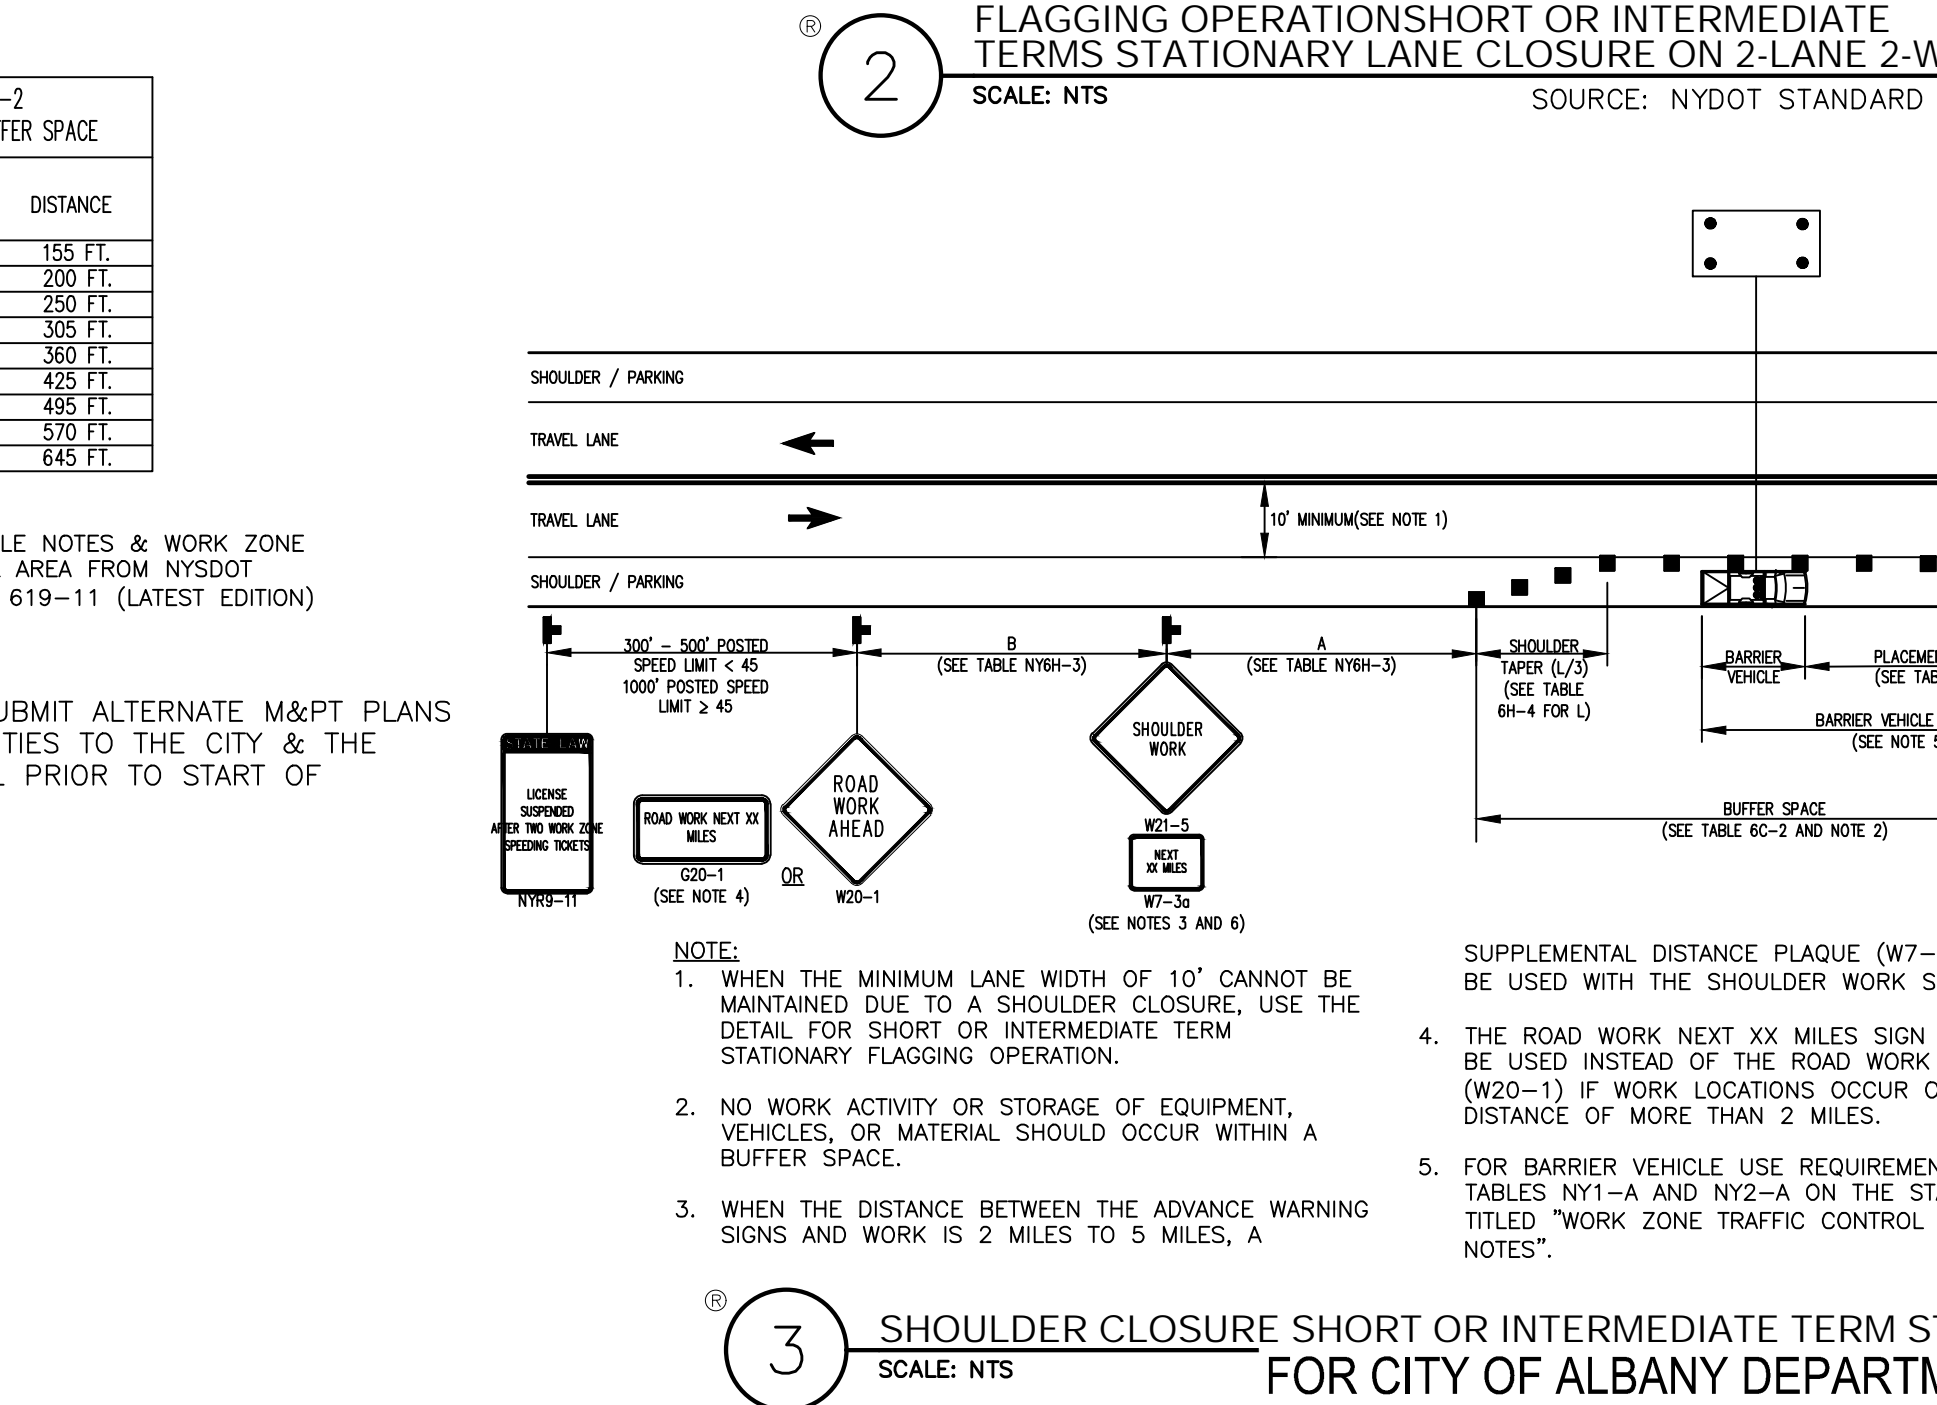 ®
2
FLAGGING OPERATIONSHORT OR INTERMEDIATE
TERMS STATIONARY LANE CLOSURE ON 2-LANE 2-W
SCALE: NTS
SOURCE: NYDOT STANDARD
-2
FER SPACE
DISTANCE
155 FT.
200 FT.
250 FT.
305 FT.
360 FT.
425 FT.
495 FT.
570 FT.
645 FT.
LE NOTES & WORK ZONE
AREA FROM NYSDOT
619-11 (LATEST EDITION)
UBMIT ALTERNATE M&PT PLANS
TIES TO THE CITY & THE
PRIOR TO START OF
SHOULDER / PARKING
TRAVEL LANE
TRAVEL LANE
10' MINIMUM(SEE NOTE 1)
SHOULDER / PARKING
300' - 500' POSTED
SPEED LIMIT < 45
1000' POSTED SPEED
LIMIT ≥ 45
B
(SEE TABLE NY6H-3)
A
(SEE TABLE NY6H-3)
SHOULDER
TAPER (L/3)
(SEE TABLE
6H-4 FOR L)
BARRIER
VEHICLE
PLACEME
(SEE TAB
BARRIER VEHICLE
(SEE NOTE 5
BUFFER SPACE
(SEE TABLE 6C-2 AND NOTE 2)
STATE LAW
LICENSE
SUSPENDED
AFTER TWO WORK ZONE
SPEEDING TICKETS
NYR9-11
ROAD WORK NEXT XX
MILES
G20-1
(SEE NOTE 4)
OR
ROAD
WORK
AHEAD
W20-1
SHOULDER
WORK
W21-5
NEXT
XX MILES
W7-3a
(SEE NOTES 3 AND 6)
NOTE:
1. WHEN THE MINIMUM LANE WIDTH OF 10' CANNOT BE
MAINTAINED DUE TO A SHOULDER CLOSURE, USE THE
DETAIL FOR SHORT OR INTERMEDIATE TERM
STATIONARY FLAGGING OPERATION.
2. NO WORK ACTIVITY OR STORAGE OF EQUIPMENT,
VEHICLES, OR MATERIAL SHOULD OCCUR WITHIN A
BUFFER SPACE.
3. WHEN THE DISTANCE BETWEEN THE ADVANCE WARNING
SIGNS AND WORK IS 2 MILES TO 5 MILES, A
SUPPLEMENTAL DISTANCE PLAQUE (W7-
BE USED WITH THE SHOULDER WORK S
4. THE ROAD WORK NEXT XX MILES SIGN
BE USED INSTEAD OF THE ROAD WORK
(W20-1) IF WORK LOCATIONS OCCUR O
DISTANCE OF MORE THAN 2 MILES.
5. FOR BARRIER VEHICLE USE REQUIREMEN
TABLES NY1-A AND NY2-A ON THE STA
TITLED "WORK ZONE TRAFFIC CONTROL
NOTES".
®
3
SHOULDER CLOSURE SHORT OR INTERMEDIATE TERM ST
SCALE: NTS
FOR CITY OF ALBANY DEPARTM